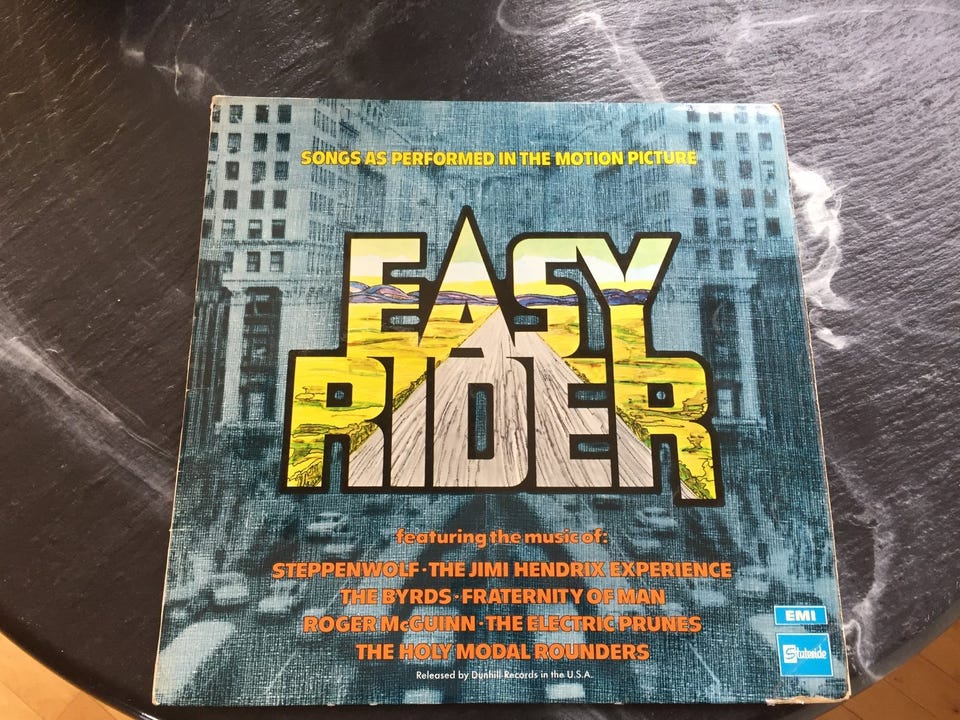 SONGS AS PERFORMED IN THE MOTION PICTURE
EASY
RIDER
featuring the music of:
STEPPENWOLF · THE JIMI HENDRIX EXPERIENCE
THE BYRDS · FRATERNITY OF MAN
ROGER McGUINN · THE ELECTRIC PRUNES
THE HOLY MODAL ROUNDERS
Released by Dunhill Records in the U.S.A.
EMI
Stateside